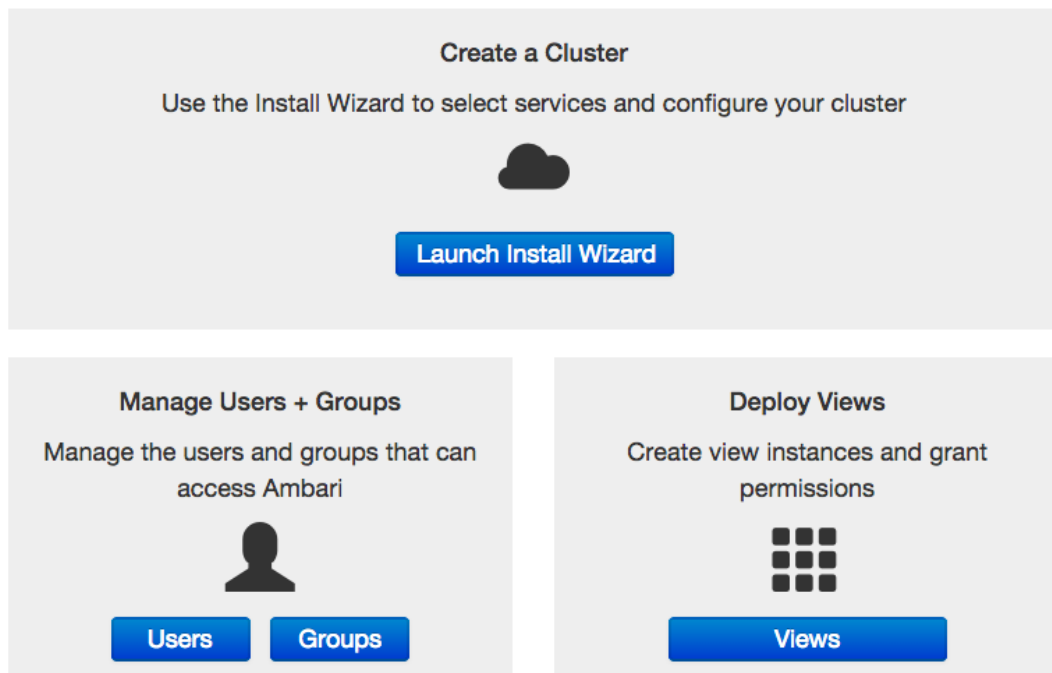 Create a Cluster
Use the Install Wizard to select services and configure your cluster
Launch Install Wizard
Manage Users + Groups
Manage the users and groups that can
access Ambari
Users
Groups
Deploy Views
Create view instances and grant
permissions
Views